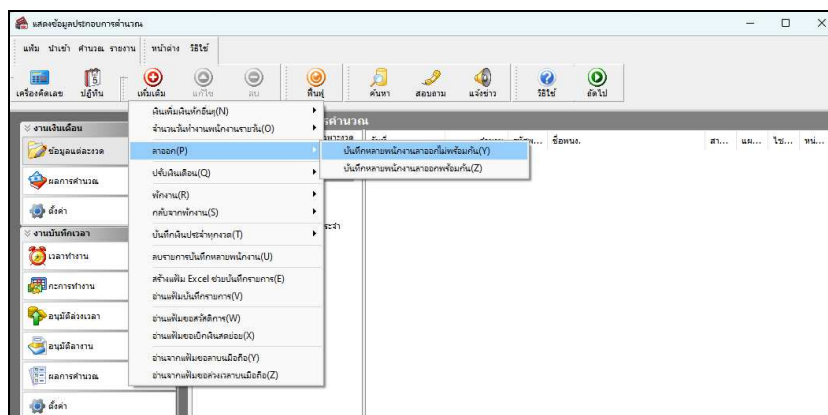 แสดงข้อมูลประกอบการคำนวณ
แฟ้ม นำเข้า คำนวณ รายงาน หน้าต่าง วิธีใช้
เครื่องคิดเลข ปฏิทิน เพิ่มเติม แก้ไข ลบ ฟื้นฟู ค้นหา สอบถาม แจ้งข่าว วิธีใช้ ถัดไป
งานเงินเดือน
ข้อมูลแต่ละงวด
ผลการคำนวณ
ตั้งค่า
งานบันทึกเวลา
เวลาทำงาน
กะการทำงาน
อนุมัติล่วงเวลา
อนุมัติลางาน
ผลการคำนวณ
ตั้งค่า
เงินเพิ่มเงินหักอื่นๆ(N)
จำนวนวันทำงานพนักงานรายวัน(O)
ลาออก(P)
ปรับเงินเดือน(Q)
พักงาน(R)
กลับจากพักงาน(S)
บันทึกเงินประจำทุกงวด(T)
ลบรายการบันทึกหลายพนักงาน(U)
สร้างแฟ้ม Excel ช่วยบันทึกรายการ(E)
อ่านแฟ้มบันทึกรายการ(V)
อ่านแฟ้มขอสวัสดิการ(W)
อ่านแฟ้มขอเบิกเงินสดย่อย(X)
อ่านจากแฟ้มขอลาบนมือถือ(Y)
อ่านจากแฟ้มขอล่วงเวลาบนมือถือ(Z)
บันทึกหลายพนักงานลาออกไม่พร้อมกัน(Y)
บันทึกหลายพนักงานลาออกพร้อมกัน(Z)
ชื่อพนง. สา... แผ... ไซ... หน่...